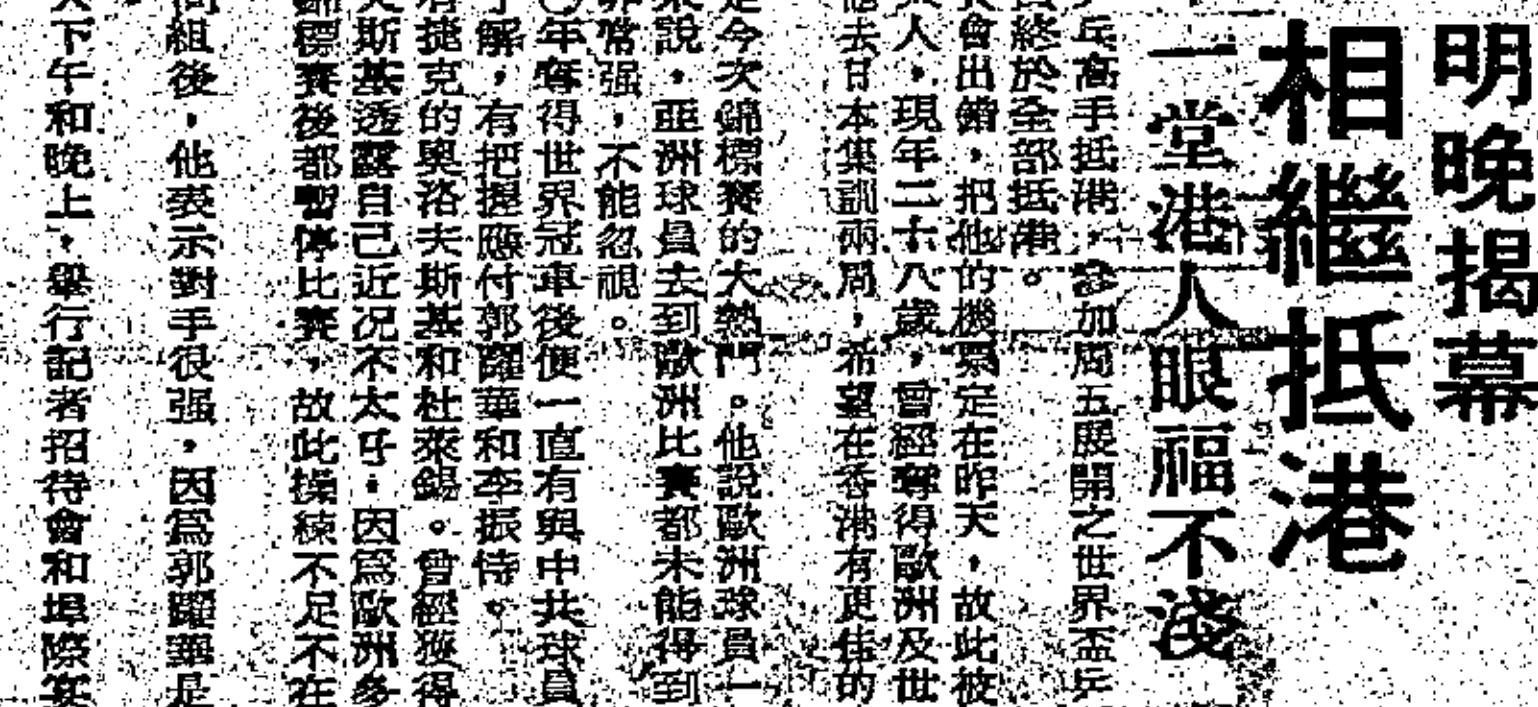 明晚揭幕
相繼抵港
一堂港人眼福不淺
乓高手抵港，參加周五展開之世界盃乒
終於全部抵港。
會出錯，把他的機票定在昨天，故此被
人，現年二十八歲，曾經奪得歐洲及世
他去日本集訓兩周，希望在香港有更佳的
是今次錦標賽的大熱門。他說歐洲球員一
來說，亞洲球員去到歐洲比賽都未能得到
非常强，不能忽視。
〇年奪得世界冠軍後便一直有與中共球員
了解，有把握應付郭躍華和李振恃。
有捷克的奧洛夫斯基和杜萊錫。曾經獲得
夫斯基透露自己近況不太好，因爲歐洲多
錦標賽後都暫停比賽，故此操練不足不在
同組後，他表示對手很强，因爲郭躍華是
天下午和晚上，舉行記者招待會和埠際宴